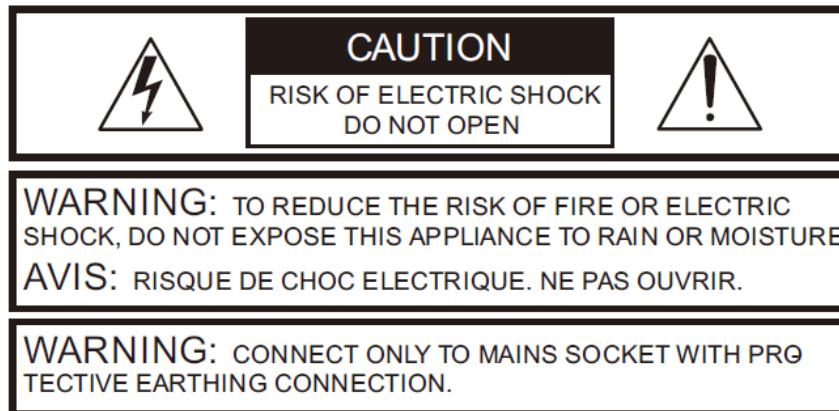 CAUTION
RISK OF ELECTRIC SHOCK
DO NOT OPEN
WARNING: TO REDUCE THE RISK OF FIRE OR ELECTRIC
SHOCK, DO NOT EXPOSE THIS APPLIANCE TO RAIN OR MOISTURE
AVIS: RISQUE DE CHOC ELECTRIQUE. NE PAS OUVRIR.
WARNING: CONNECT ONLY TO MAINS SOCKET WITH PRO-
TECTIVE EARTHING CONNECTION.